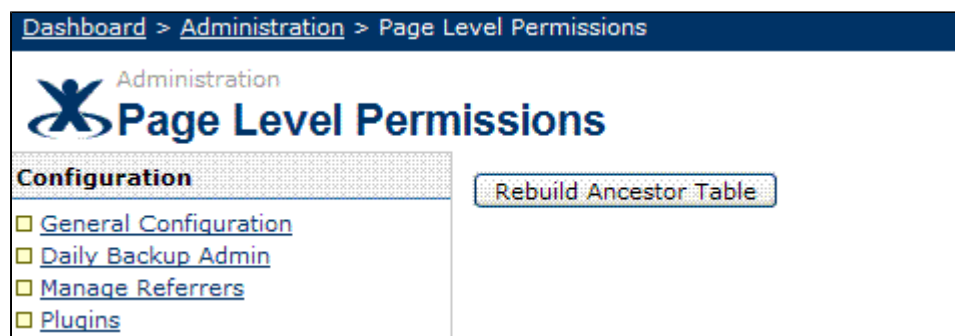 Dashboard > Administration > Page Level Permissions
Administration
Page Level Permissions
Configuration
General Configuration
Daily Backup Admin
Manage Referrers
Plugins
Rebuild Ancestor Table